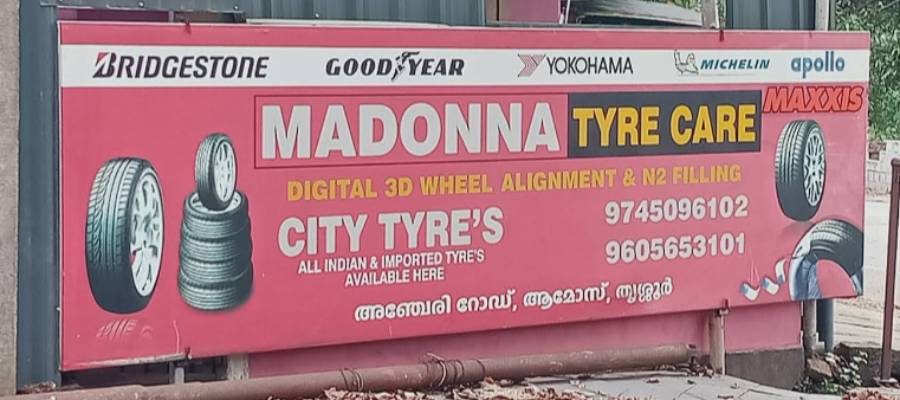 BRIDGESTONE GOODYEAR YOKOHAMA MICHELIN apollo
MAXXIS
MADONNA TYRE CARE
DIGITAL 3D WHEEL ALIGNMENT & N2 FILLING
CITY TYRE'S
9745096102
ALL INDIAN & IMPORTED TYRE'S
AVAILABLE HERE
9605653101
അഞ്ചേരി റോഡ്, ആമോസ്, തൃശ്ശൂർ